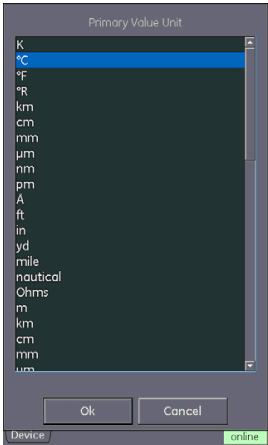 Primary Value Unit
K
°C
°F
°R
km
cm
mm
µm
nm
pm
Å
ft
in
yd
mile
nautical
Ohms
m
km
cm
mm
µm
Ok Cancel
Device online